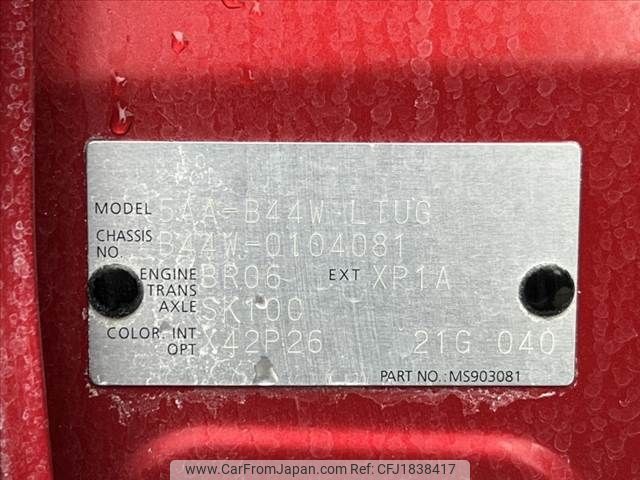 MODEL 5AA-B44W LTUG
CHASSIS NO. B44W-0104081
ENGINE BR06 EXT XP1A
TRANS AXLE SK100
COLOR. INT X42P26 21G 040
OPT
PART NO.: MS903081
www.CarFromJapan.com Ref: CFJ1838417